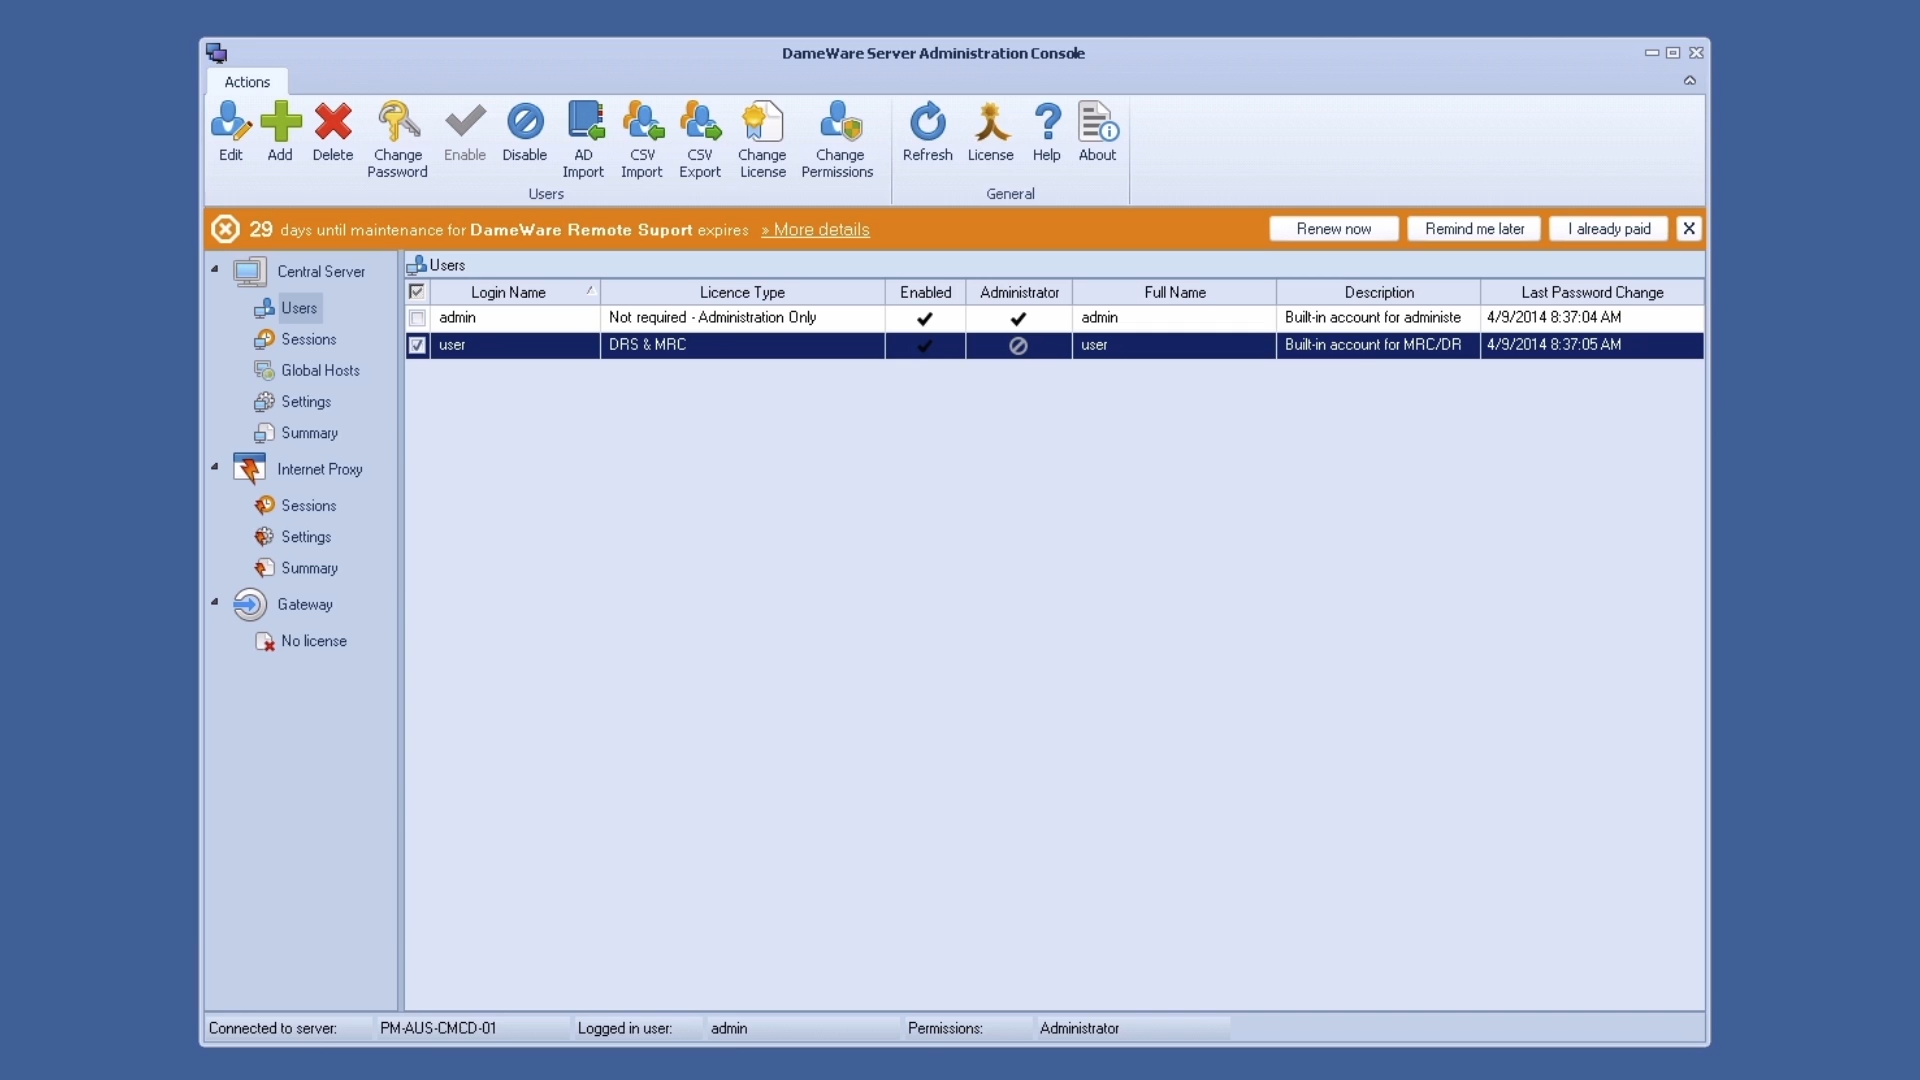 DameWare Server Administration Console
Actions
Edit
Add
Delete
Change Password
Enable
Disable
AD Import
CSV Import
CSV Export
Change License
Change Permissions
Refresh
License
Help
About
Users
General
29 days until maintenance for DameWare Remote Suport expires » More details
Renew now
Remind me later
I already paid
Central Server
Users
Sessions
Global Hosts
Settings
Summary
Internet Proxy
Sessions
Settings
Summary
Gateway
No license
Users
Login Name Licence Type Enabled Administrator Full Name Description Last Password Change
admin Not required - Administration Only admin Built-in account for administe 4/9/2014 8:37:04 AM
user DRS & MRC user Built-in account for MRC/DR 4/9/2014 8:37:05 AM
Connected to server: PM-AUS-CMCD-01 Logged in user: admin Permissions: Administrator